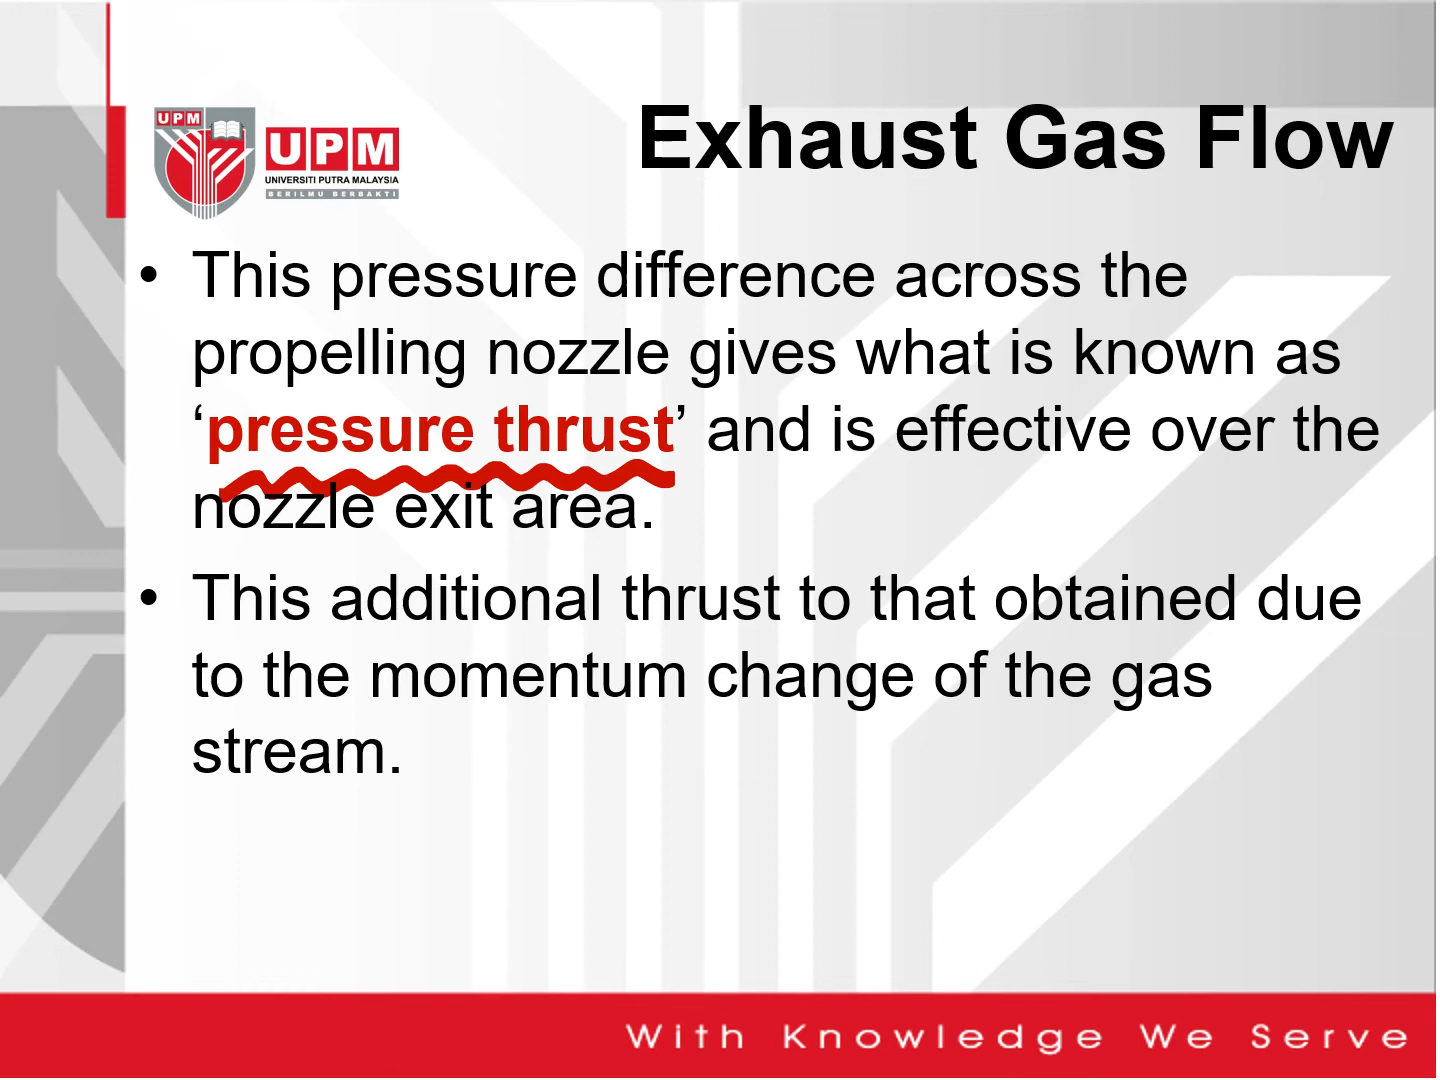 Exhaust Gas Flow
UPM
UPM
UNIVERSITI PUTRA MALAYSIA
BERILMU BERBAKTI
• This pressure difference across the
propelling nozzle gives what is known as
‘pressure thrust’ and is effective over the
nozzle exit area.
• This additional thrust to that obtained due
to the momentum change of the gas
stream.
With Knowledge We Serve